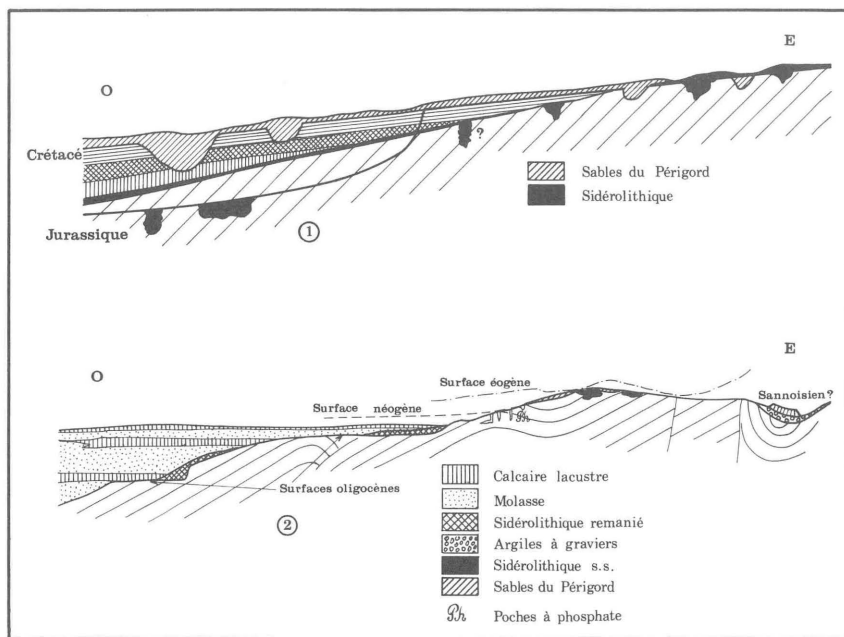 E
O
Crétacé
?
Sables du Périgord
Sidérolithique
Jurassique
1
O
E
Surface éogène
Sannoisien ?
Surface néogène
Ph
Surfaces oligocènes
Calcaire lacustre
Molasse
2
Sidérolithique remanié
Argiles à graviers
Sidérolithique s.s.
Sables du Périgord
Ph Poches à phosphate